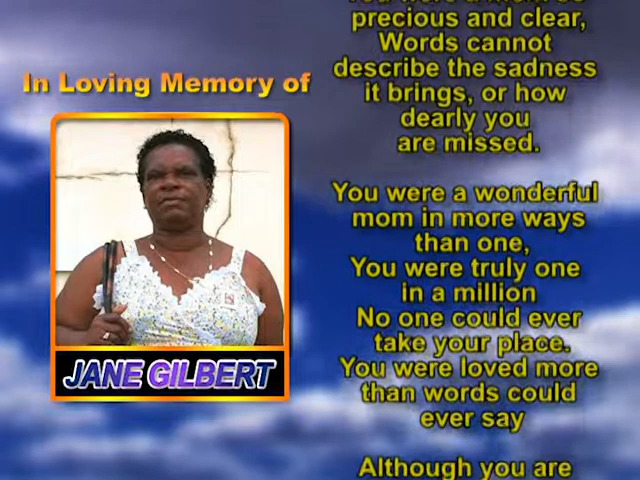 In Loving Memory of
JANE GILBERT
precious and clear,
Words cannot
describe the sadness
it brings, or how
dearly you
are missed.
You were a wonderful
mom in more ways
than one,
You were truly one
in a million
No one could ever
take your place.
You were loved more
than words could
ever say
Although you are